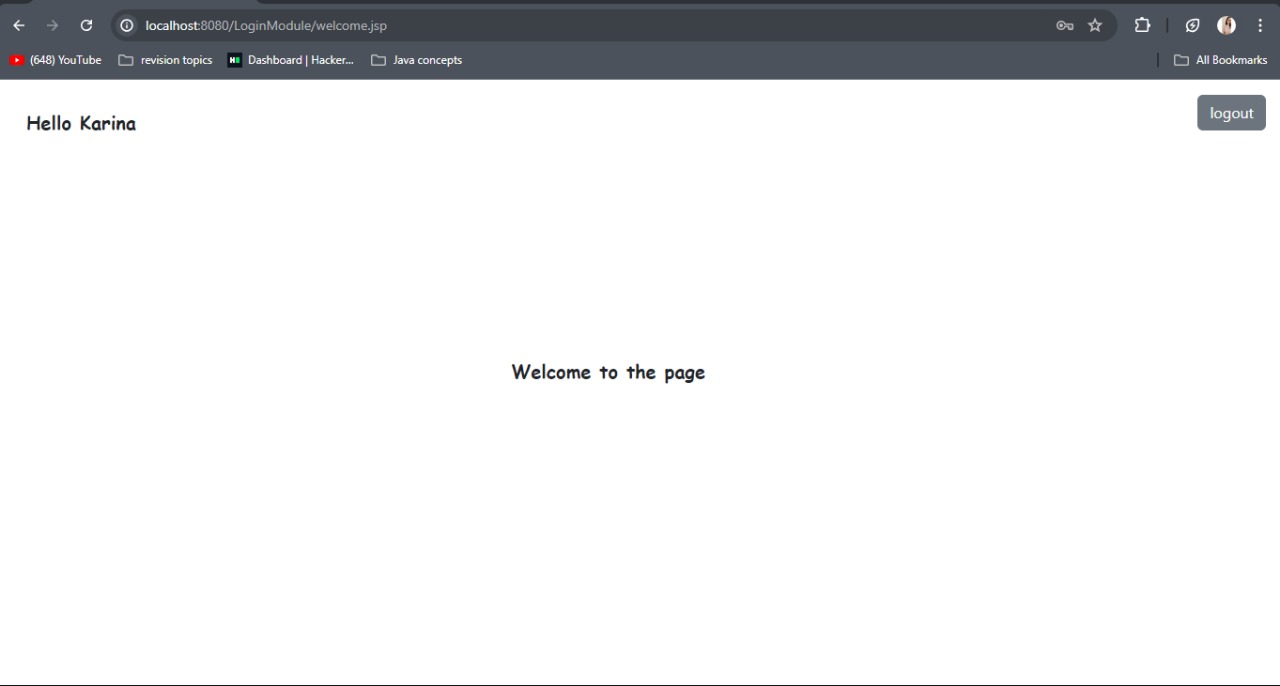 localhost:8080/LoginModule/welcome.jsp
(648) YouTube revision topics Dashboard | Hacker... Java concepts All Bookmarks
Hello Karina
logout
Welcome to the page